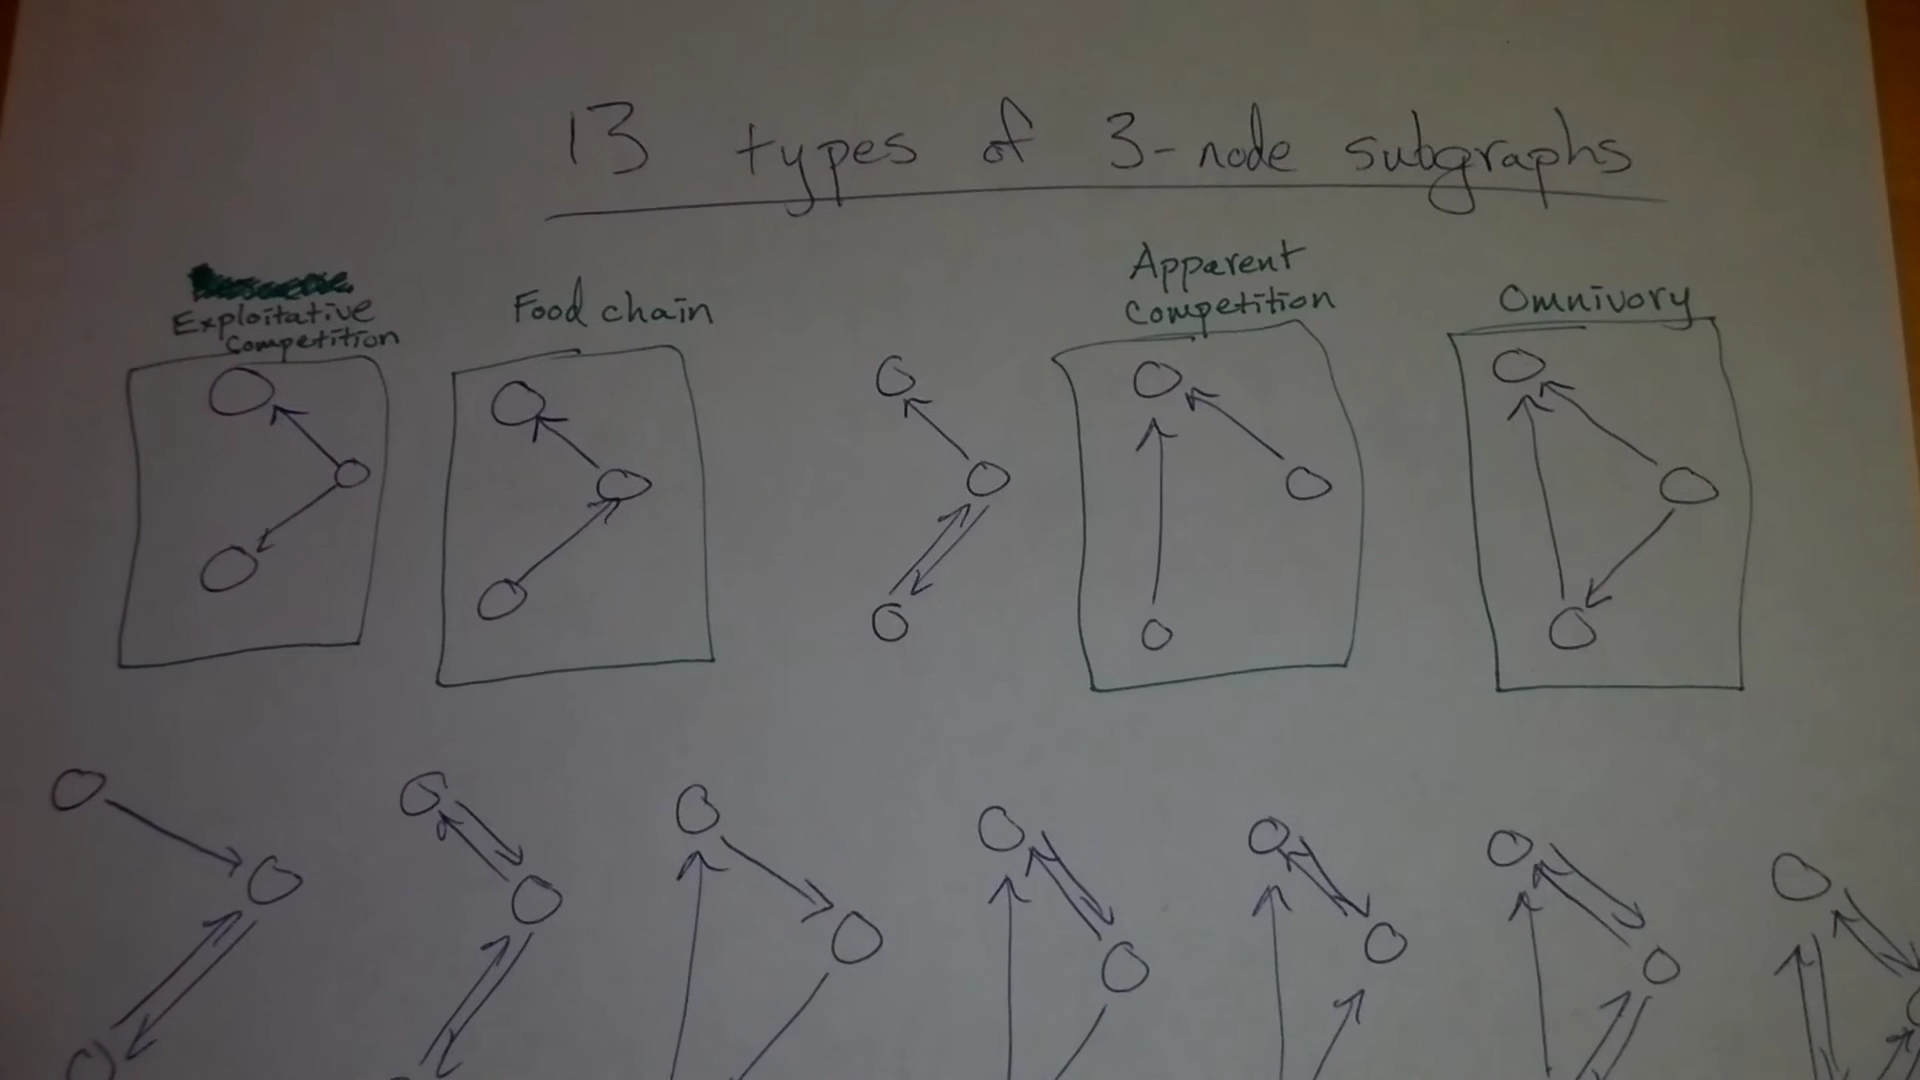 13 types of 3-node subgraphs
Exploitative
competition
Food chain
Apparent
competition
Omnivory